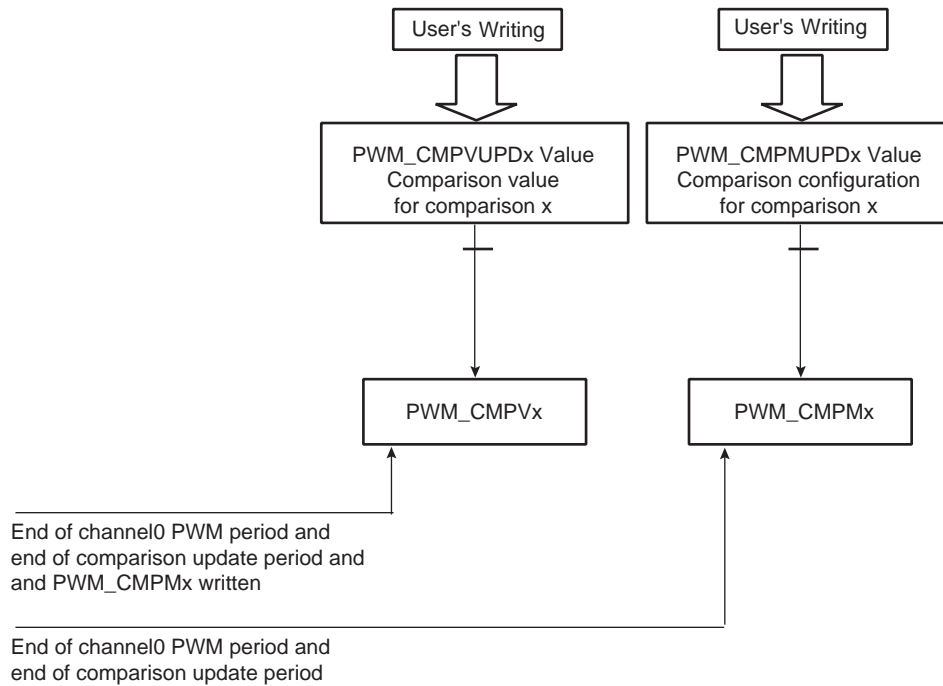 User's Writing
User's Writing
PWM_CMPVUPDx Value
Comparison value
for comparison x
PWM_CMPMUPDx Value
Comparison configuration
for comparison x
PWM_CMPVx
PWM_CMPMx
End of channel0 PWM period and
end of comparison update period and
and PWM_CMPMx written
End of channel0 PWM period and
end of comparison update period